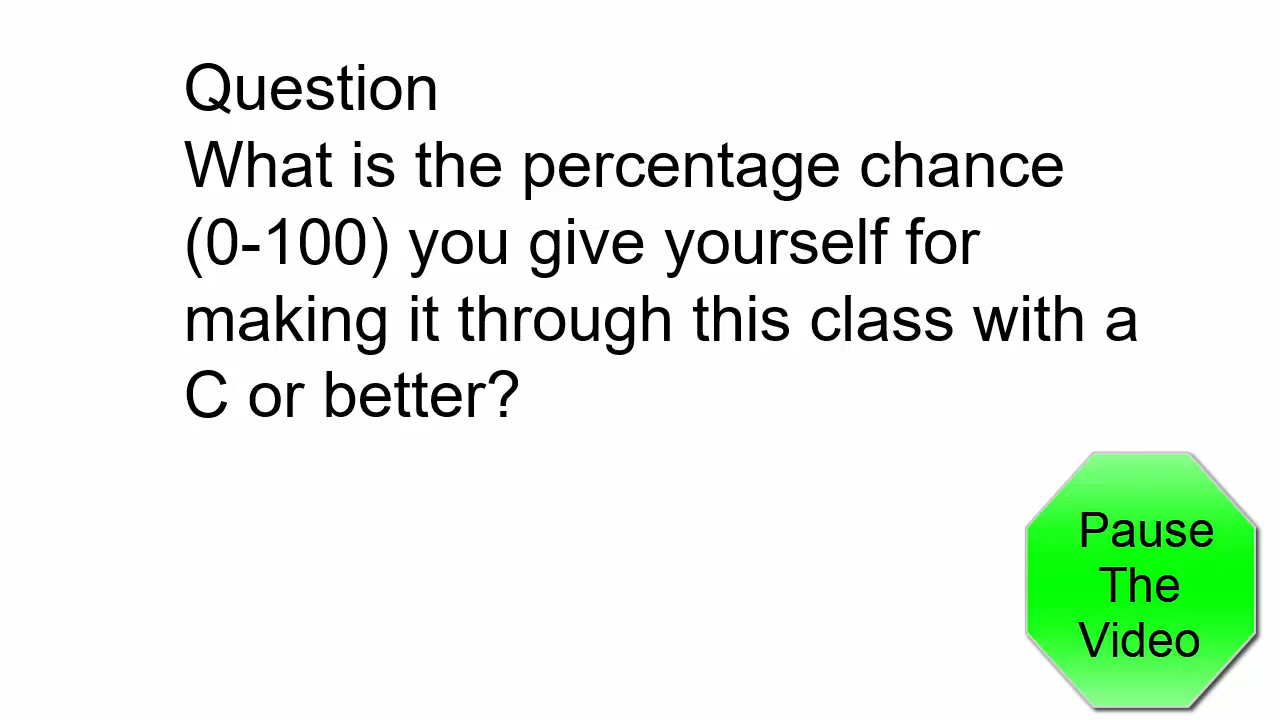 Question
What is the percentage chance
(0-100) you give yourself for
making it through this class with a
C or better?
Pause
The
Video